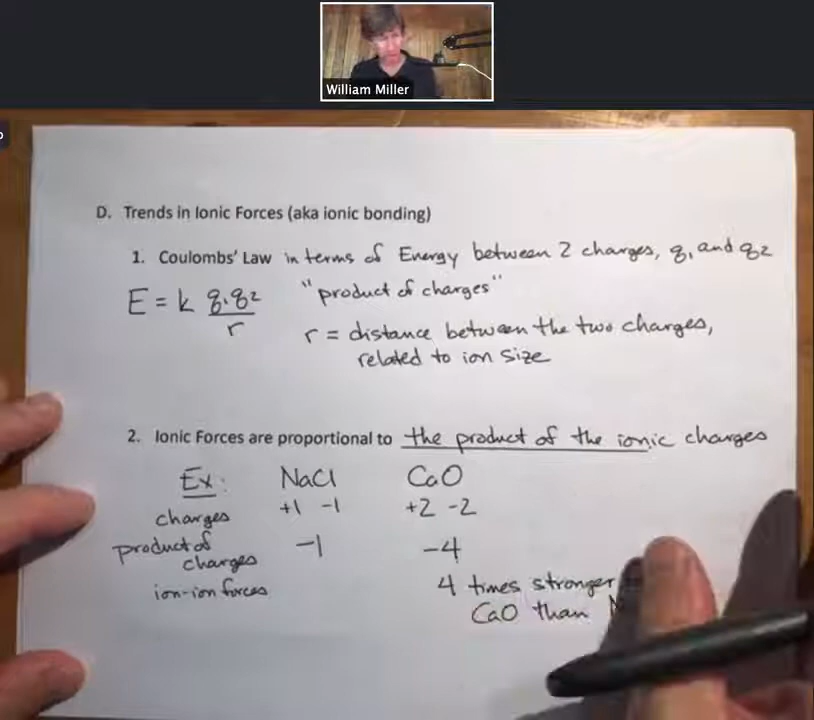 William Miller
D. Trends in Ionic Forces (aka ionic bonding)
1. Coulombs' Law in terms of Energy between 2 charges, q1 and q2
E = k q1q2/r "product of charges"
r = distance between the two charges,
related to ion size
2. Ionic Forces are proportional to the product of the ionic charges
Ex: NaCl CaO
charges +1 -1 +2 -2
product of charges -1 -4
ion-ion forces 4 times stronger
CaO than